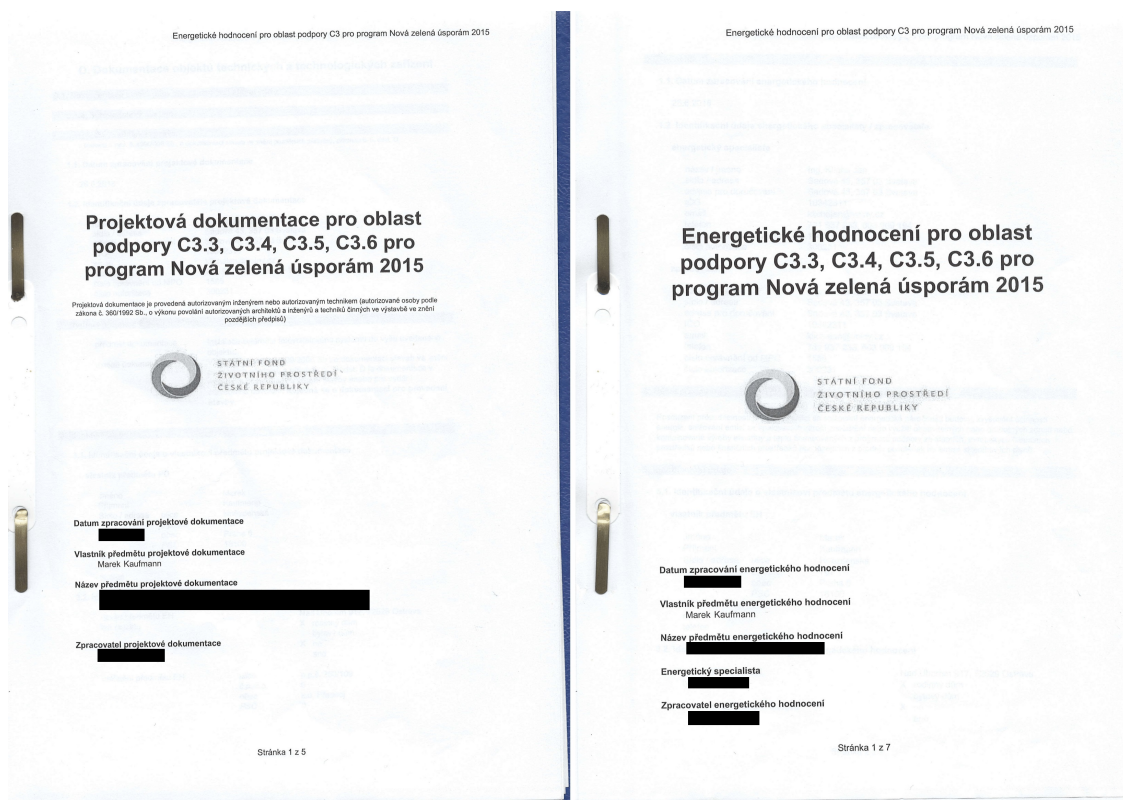 Energetické hodnocení pro oblast podpory C3 pro program Nová zelená úsporám 2015
Projektová dokumentace pro oblast
podpory C3.3, C3.4, C3.5, C3.6 pro
program Nová zelená úsporám 2015
Projektová dokumentace je provedená autorizovaným inženýrem nebo autorizovaným technikem (autorizované osoby podle
zákona č. 360/1992 Sb., o výkonu povolání autorizovaných architektů a inženýrů a techniků činných ve výstavbě ve znění
pozdějších předpisů)
STÁTNÍ FOND
ŽIVOTNÍHO PROSTŘEDÍ
ČESKÉ REPUBLIKY
Datum zpracování projektové dokumentace
Vlastník předmětu projektové dokumentace
Marek Kaufmann
Název předmětu projektové dokumentace
Zpracovatel projektové dokumentace
Stránka 1 z 5
Energetické hodnocení pro oblast podpory C3 pro program Nová zelená úsporám 2015
Energetické hodnocení pro oblast
podpory C3.3, C3.4, C3.5, C3.6 pro
program Nová zelená úsporám 2015
STÁTNÍ FOND
ŽIVOTNÍHO PROSTŘEDÍ
ČESKÉ REPUBLIKY
Datum zpracování energetického hodnocení
Vlastník předmětu energetického hodnocení
Marek Kaufmann
Název předmětu energetického hodnocení
Energetický specialista
Zpracovatel energetického hodnocení
Stránka 1 z 7